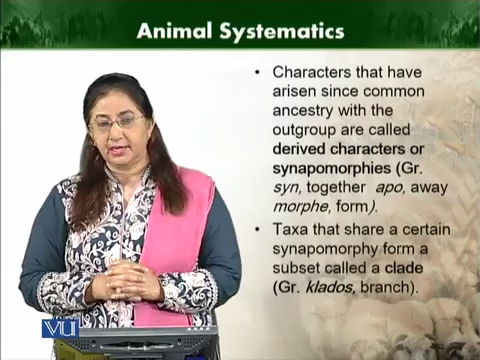 Animal Systematics
• Characters that have
arisen since common
ancestry with the
outgroup are called
derived characters or
synapomorphies (Gr.
syn, together apo, away
morphe, form).
• Taxa that share a certain
synapomorphy form a
subset called a clade
(Gr. klados, branch).
VU